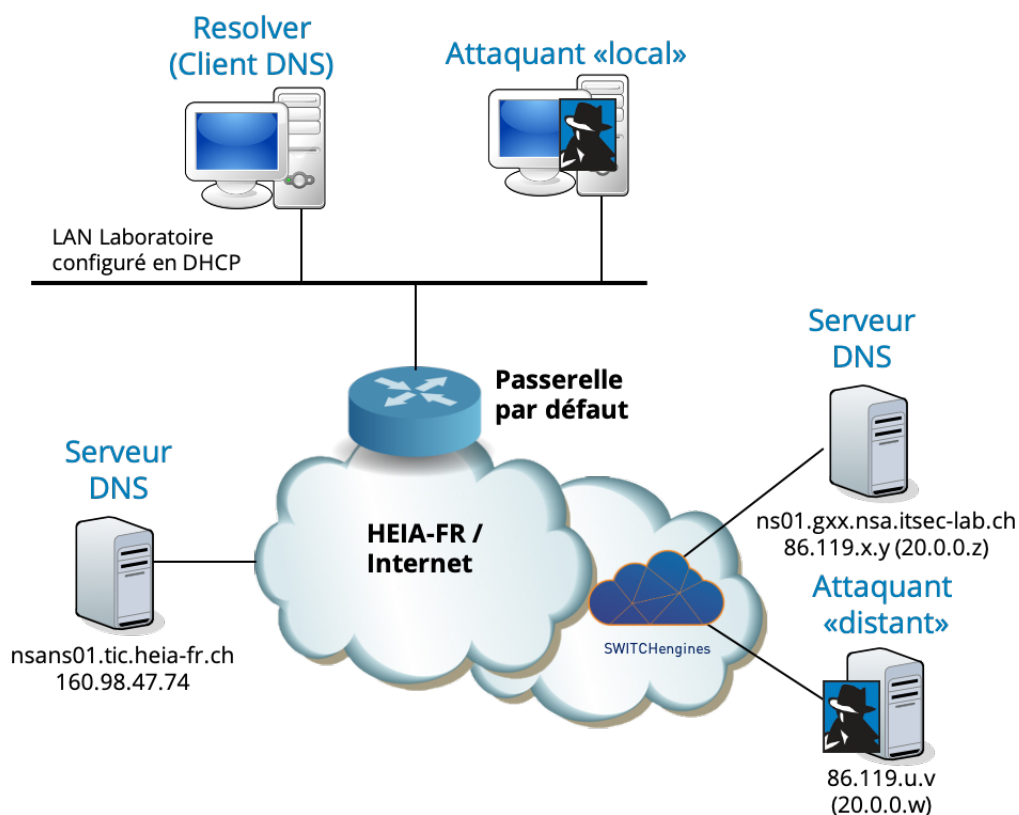 Resolver
(Client DNS)
Attaquant «local»
LAN Laboratoire
configuré en DHCP
Passerelle
par défaut
Serveur
DNS
ns01.gxx.nsa.itsec-lab.ch
86.119.x.y (20.0.0.z)
Serveur
DNS
nsans01.tic.heia-fr.ch
160.98.47.74
HEIA-FR /
Internet
SWITCHengines
Attaquant
«distant»
86.119.u.v
(20.0.0.w)